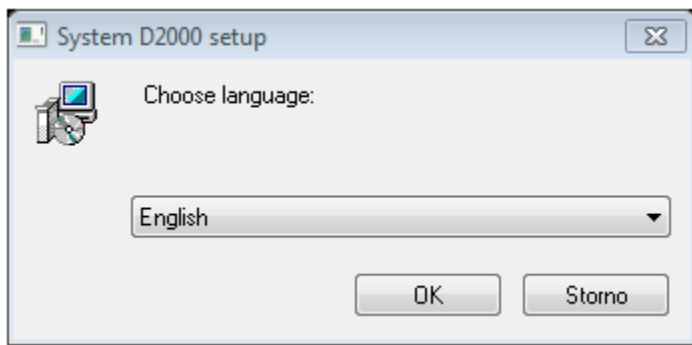 System D2000 setup
Choose language:
English
OK
Storno